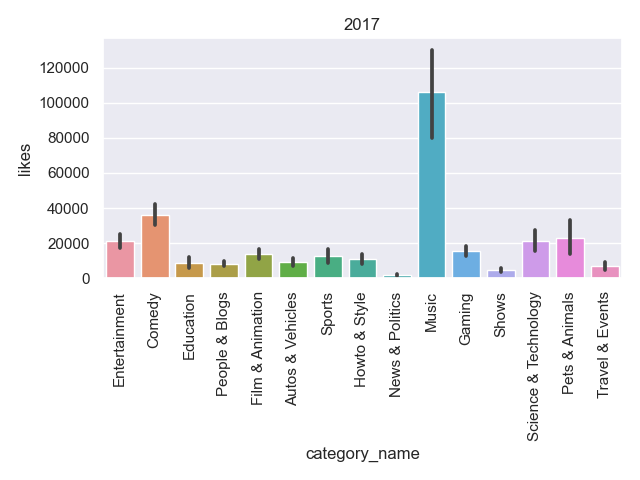 2017
likes
120000
100000
80000
60000
40000
20000
0
Entertainment
Comedy
Education
People & Blogs
Film & Animation
Autos & Vehicles
Sports
Howto & Style
News & Politics
Music
Gaming
Shows
Science & Technology
Pets & Animals
Travel & Events
category_name